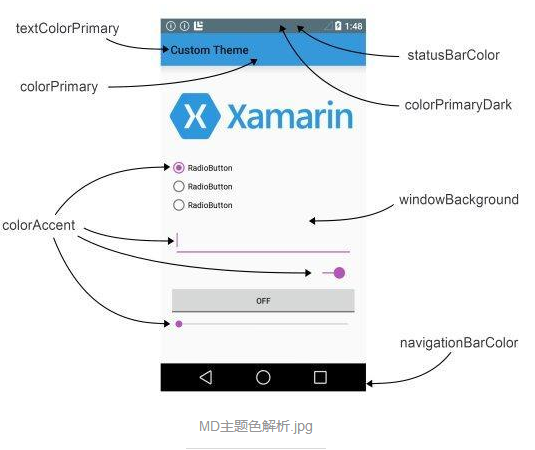 textColorPrimary
1:48
Custom Theme
statusBarColor
colorPrimary
colorPrimaryDark
Xamarin
RadioButton
RadioButton
RadioButton
windowBackground
colorAccent
OFF
navigationBarColor
MD主题色解析.jpg